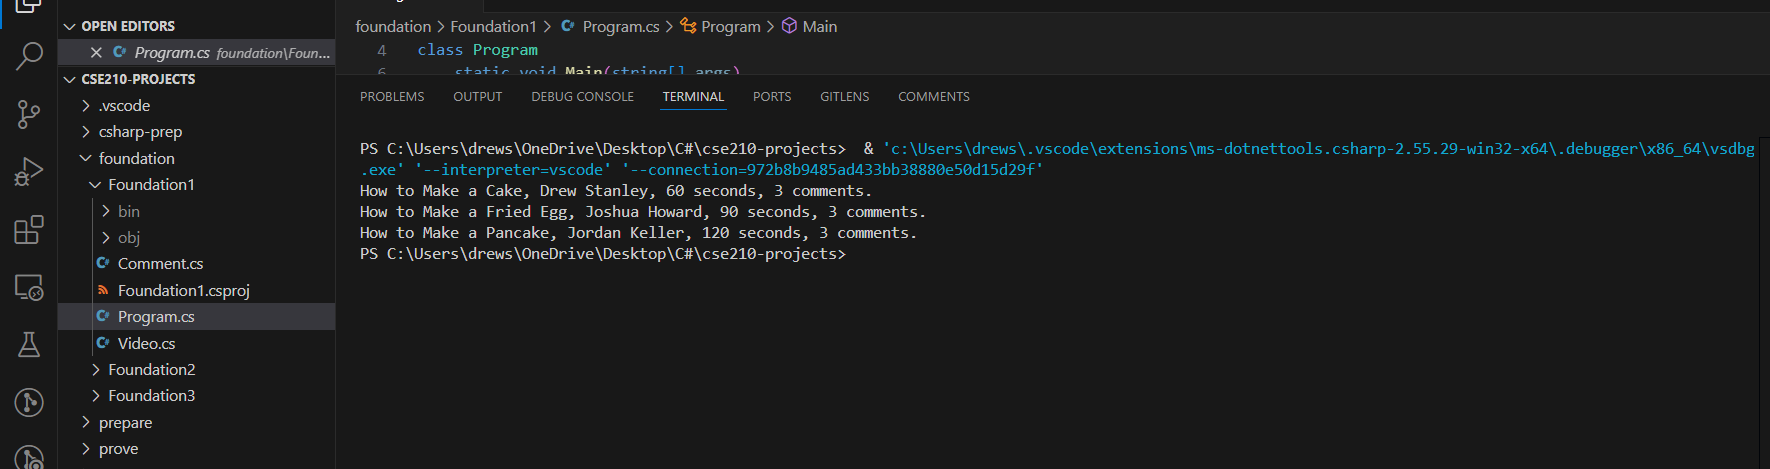 OPEN EDITORS
Program.cs foundation\Foun...
CSE210-PROJECTS
.vscode
csharp-prep
foundation
Foundation1
bin
obj
Comment.cs
Foundation1.csproj
Program.cs
Video.cs
Foundation2
Foundation3
prepare
prove
foundation > Foundation1 > Program.cs > Program > Main
4 class Program
6 static void Main(string[] args)
PROBLEMS OUTPUT DEBUG CONSOLE TERMINAL PORTS GITLENS COMMENTS
PS C:\Users\drews\OneDrive\Desktop\C#\cse210-projects> & 'c:\Users\drews\.vscode\extensions\ms-dotnettools.csharp-2.55.29-win32-x64\.debugger\x86_64\vsdbg
.exe' '--interpreter=vscode' '--connection=972b8b9485ad433bb38880e50d15d29f'
How to Make a Cake, Drew Stanley, 60 seconds, 3 comments.
How to Make a Fried Egg, Joshua Howard, 90 seconds, 3 comments.
How to Make a Pancake, Jordan Keller, 120 seconds, 3 comments.
PS C:\Users\drews\OneDrive\Desktop\C#\cse210-projects>